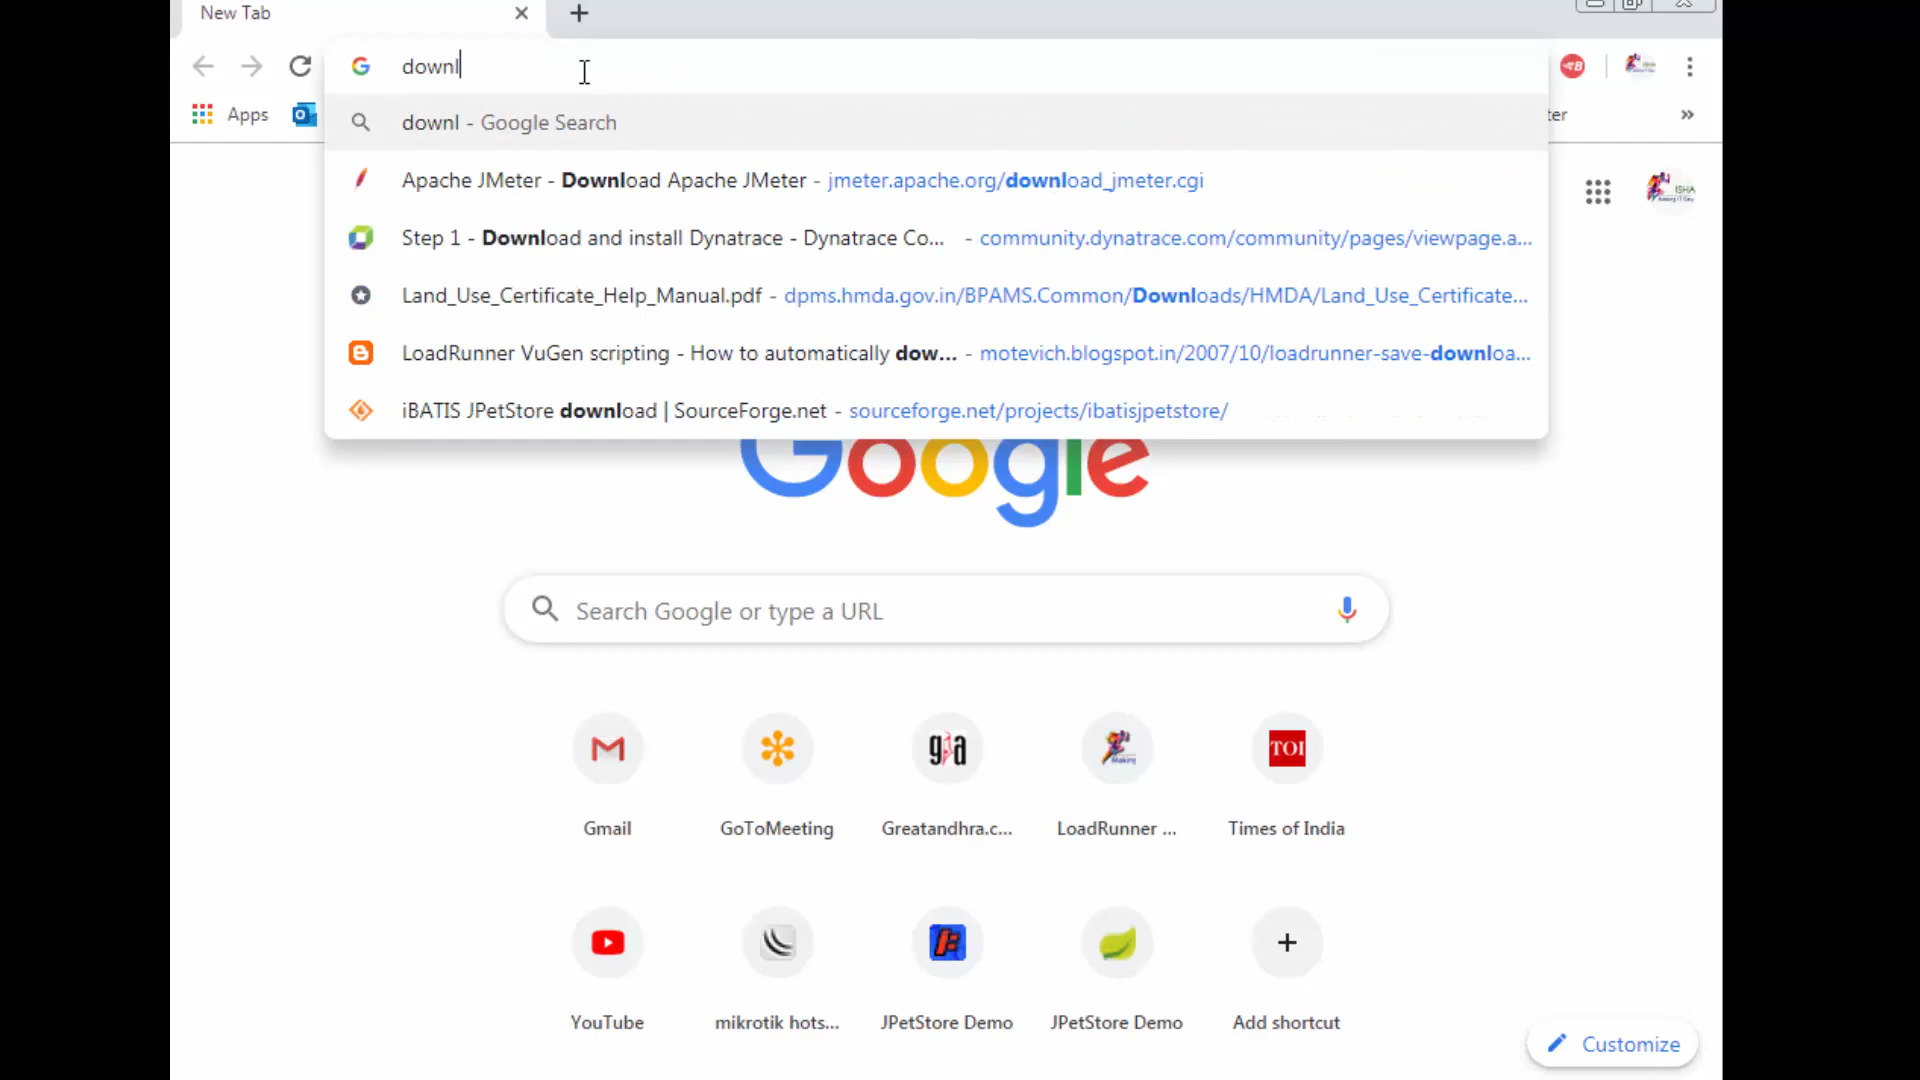 New Tab
downl
Apps
downl - Google Search
ter
Apache JMeter - Download Apache JMeter - jmeter.apache.org/download_jmeter.cgi
ISHA
Step 1 - Download and install Dynatrace - Dynatrace Co... - community.dynatrace.com/community/pages/viewpage.a...
Land_Use_Certificate_Help_Manual.pdf - dpms.hmda.gov.in/BPAMS.Common/Downloads/HMDA/Land_Use_Certificate...
LoadRunner VuGen scripting - How to automatically dow... - motevich.blogspot.in/2007/10/loadrunner-save-downloa...
iBATIS JPetStore download | SourceForge.net - sourceforge.net/projects/ibatisjpetstore/
Google
Search Google or type a URL
TOI
Gmail
GoToMeeting
Greatandhra.c...
LoadRunner ...
Times of India
YouTube
mikrotik hots...
JPetStore Demo
JPetStore Demo
Add shortcut
Customize